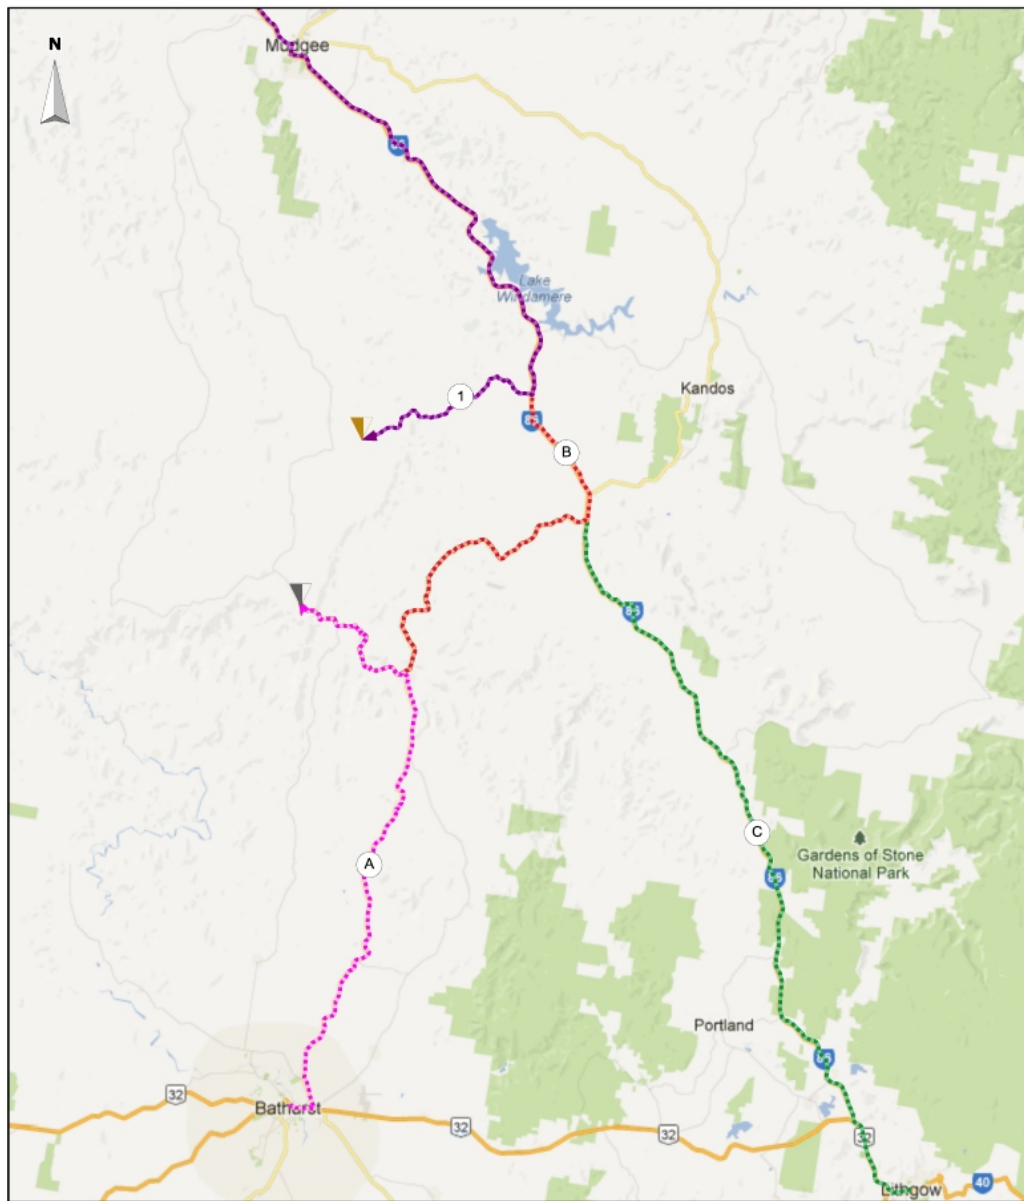 N
Mudgee
Lake
Windamere
1
Kandos
B
C
Gardens of Stone
National Park
A
Portland
32
Bathurst
32
32
32
Lithgow
40